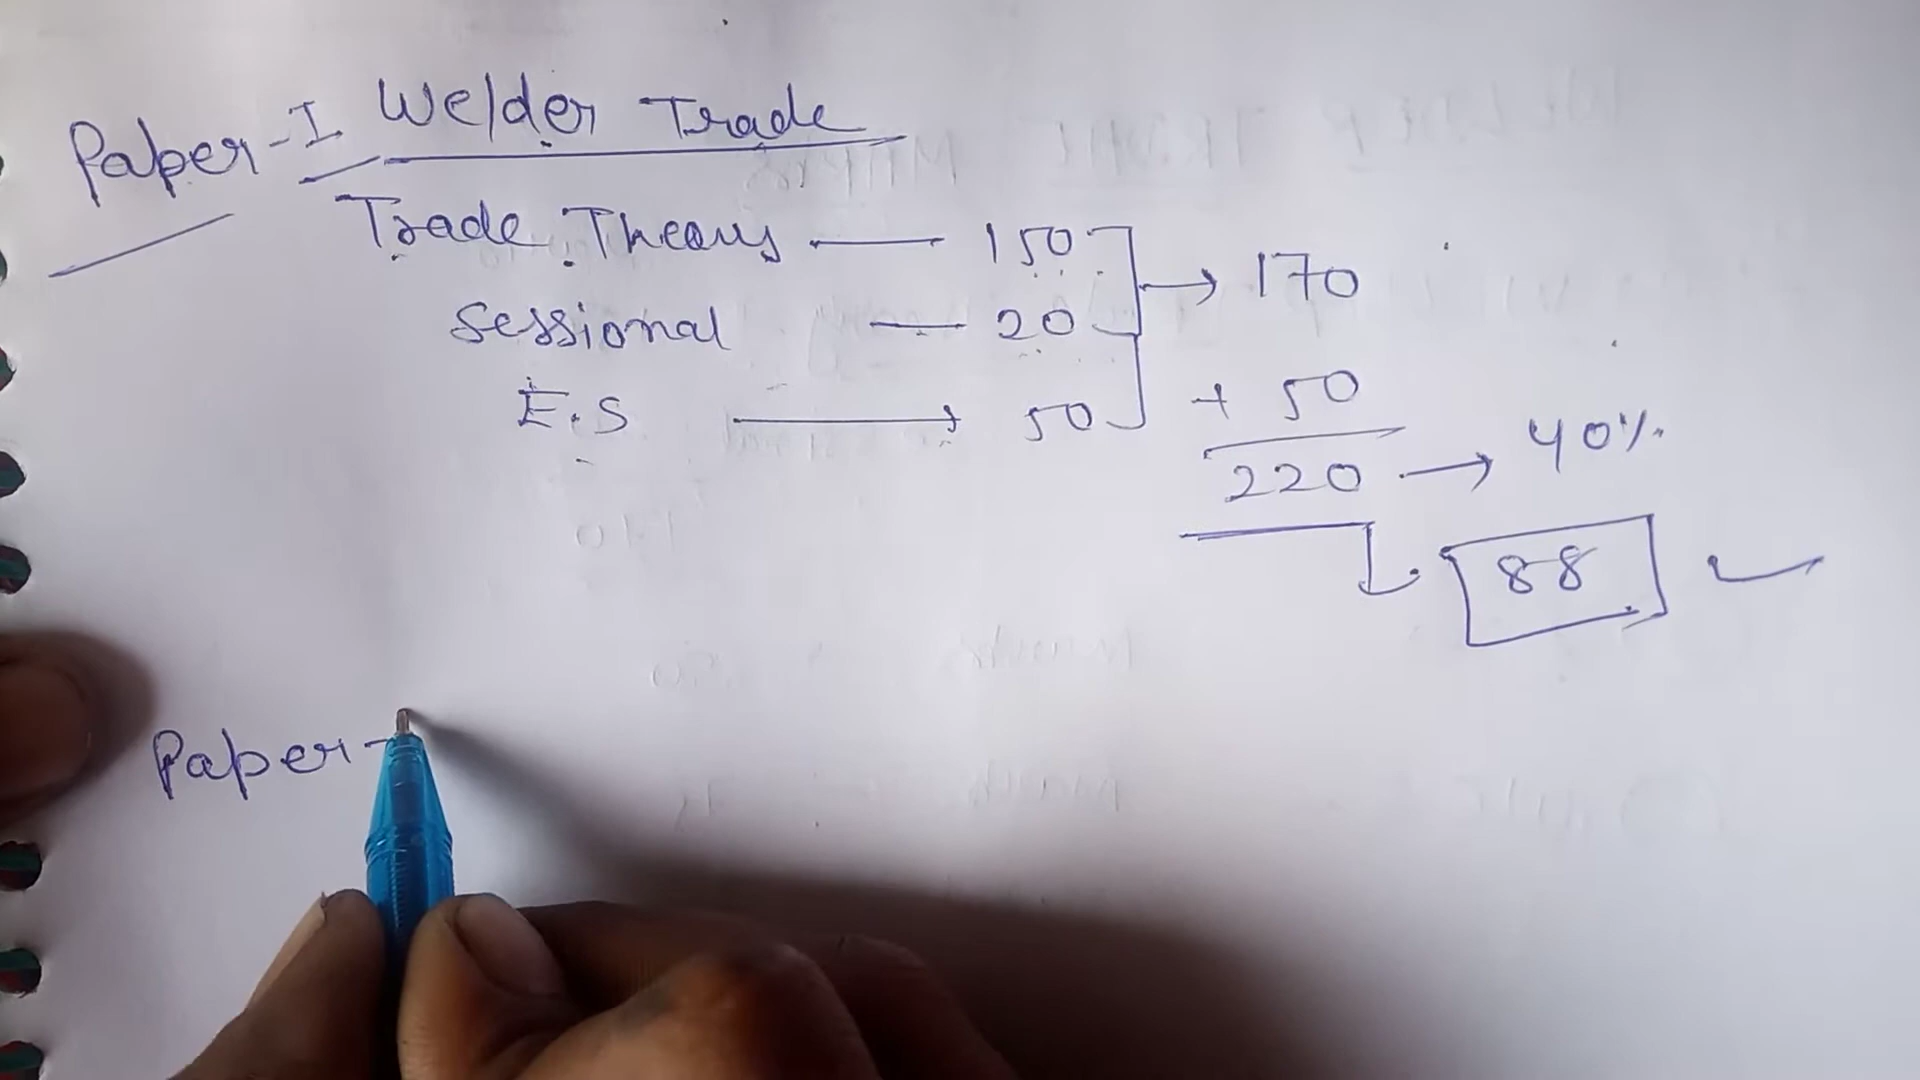 Paper-I Welder Trade
Trade Theory — 150 → 170
Sessional — 20
E.S → 50 + 50
220 → 40%
88
Paper-